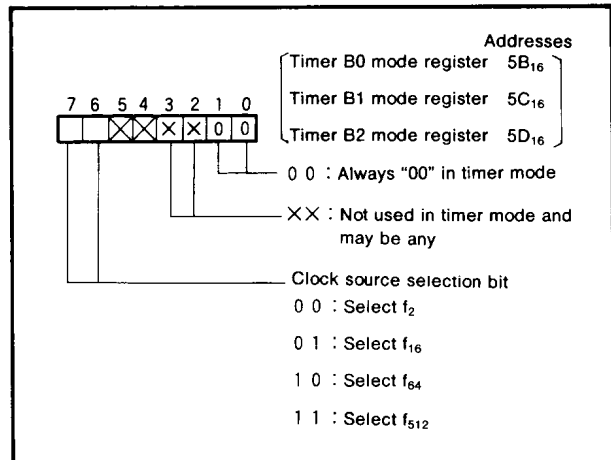 Addresses
Timer B0 mode register 5B₁₆
Timer B1 mode register 5C₁₆
Timer B2 mode register 5D₁₆
7 6 5 4 3 2 1 0
X X X X 0 0
0 0 : Always "00" in timer mode
XX : Not used in timer mode and
may be any
Clock source selection bit
0 0 : Select f₂
0 1 : Select f₁₆
1 0 : Select f₆₄
1 1 : Select f₅₁₂